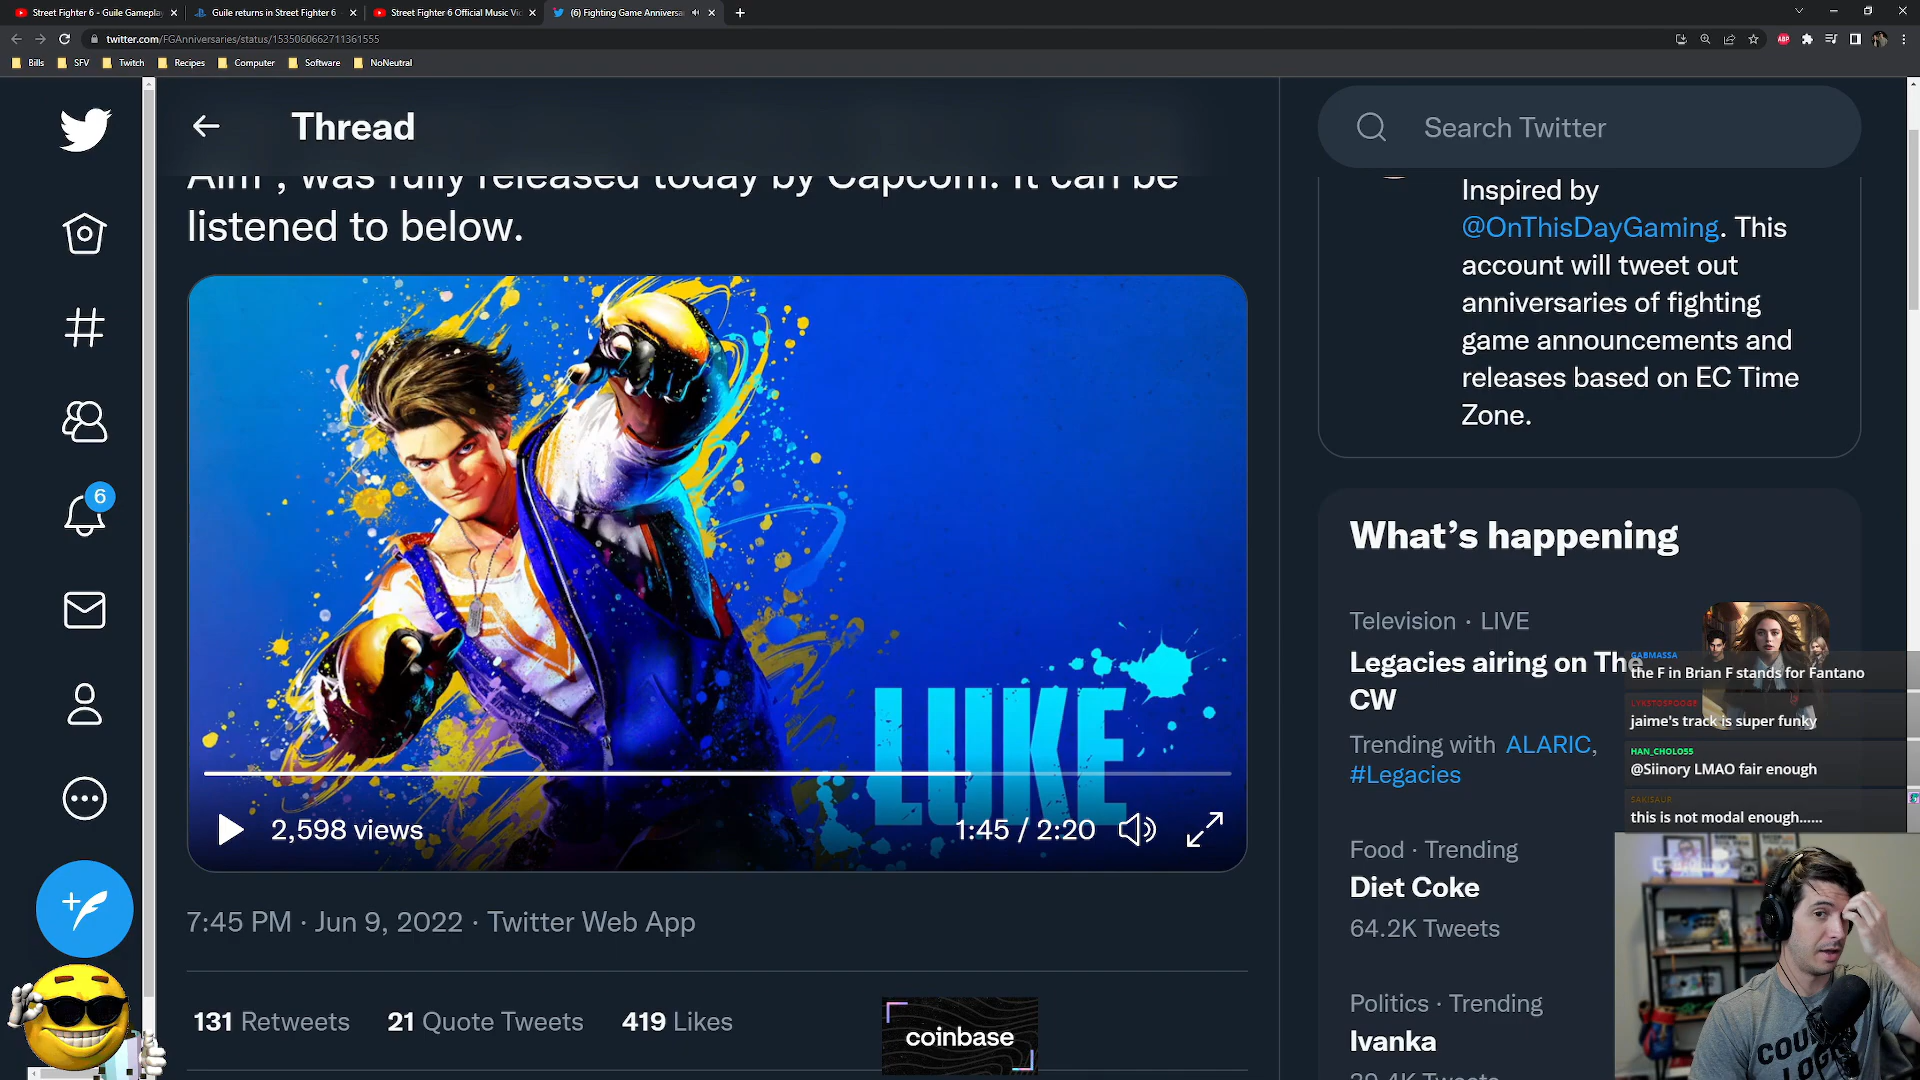 Street Fighter 6 - Guile Gameplay
Guile returns in Street Fighter 6
Street Fighter 6 Official Music Vi
(6) Fighting Game Anniversa
twitter.com/FGAnniversaries/status/1535060662711361555
ABP
Bills
SFV
Twitch
Recipes
Computer
Software
NoNeutral
Thread
Search Twitter
Aim", was fully released today by Capcom. It can be
listened to below.
LUKE
2,598 views
1:45 / 2:20
7:45 PM · Jun 9, 2022 · Twitter Web App
131 Retweets
21 Quote Tweets
419 Likes
coinbase
6
Inspired by
@OnThisDayGaming. This
account will tweet out
anniversaries of fighting
game announcements and
releases based on EC Time
Zone.
What's happening
Television · LIVE
Legacies airing on The
CW
Trending with ALARIC,
#Legacies
Food · Trending
Diet Coke
64.2K Tweets
Politics · Trending
Ivanka
GABMASSA
the F in Brian F stands for Fantano
LYKSTOSPOOGE
jaime's track is super funky
HAN_CHOLO55
@Siinory LMAO fair enough
SAKISAUR
this is not modal enough......